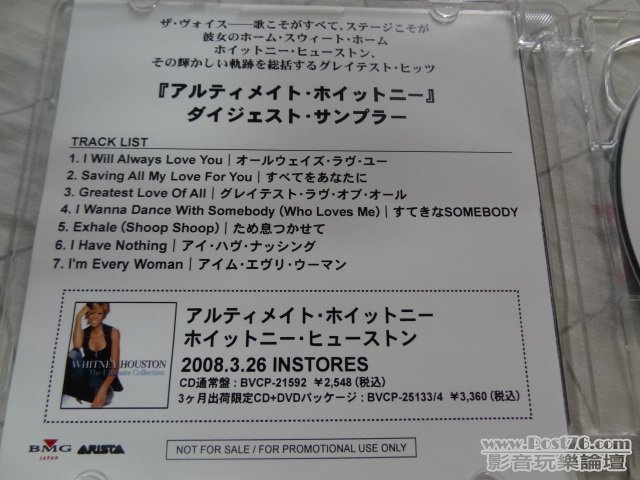 ザ・ヴォイス──歌こそがすべて、ステージこそが
彼女のホーム・スウィート・ホーム
ホイットニー・ヒューストン、
その輝かしい軌跡を総括するグレイテスト・ヒッツ
『アルティメイト・ホイットニー』
ダイジェスト・サンプラー
TRACK LIST
1. I Will Always Love You｜オールウェイズ・ラヴ・ユー
2. Saving All My Love For You｜すべてをあなたに
3. Greatest Love Of All｜グレイテスト・ラヴ・オブ・オール
4. I Wanna Dance With Somebody (Who Loves Me)｜すてきなSOMEBODY
5. Exhale (Shoop Shoop)｜ため息つかせて
6. I Have Nothing｜アイ・ハヴ・ナッシング
7. I'm Every Woman｜アイム・エヴリ・ウーマン
アルティメイト・ホイットニー
ホイットニー・ヒューストン
2008.3.26 INSTORES
CD通常盤：BVCP-21592 ￥2,548（税込）
3ヶ月出荷限定CD+DVDパッケージ：BVCP-25133/4 ￥3,360（税込）
WHITNEY HOUSTON
The Ultimate Collection
BMG
JAPAN
ARISTA
NOT FOR SALE / FOR PROMOTIONAL USE ONLY
www.Post76.com
影音玩樂論壇